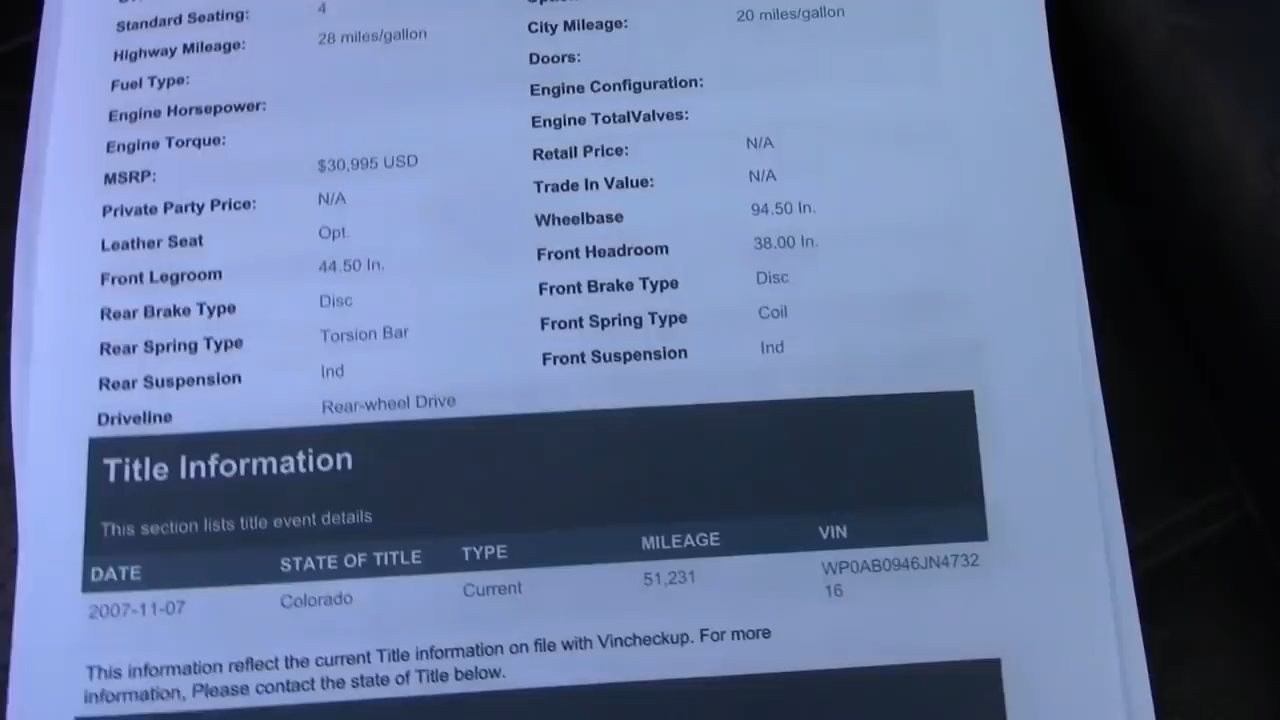 Standard Seating: 4
Highway Mileage: 28 miles/gallon City Mileage: 20 miles/gallon
Fuel Type: Doors:
Engine Horsepower: Engine Configuration:
Engine Torque: Engine TotalValves:
MSRP: $30,995 USD Retail Price: N/A
Private Party Price: N/A Trade In Value: N/A
Leather Seat Opt. Wheelbase 94.50 In.
Front Legroom 44.50 In. Front Headroom 38.00 In.
Rear Brake Type Disc Front Brake Type Disc
Rear Spring Type Torsion Bar Front Spring Type Coil
Rear Suspension Ind Front Suspension Ind
Driveline Rear-wheel Drive
Title Information
This section lists title event details
DATE STATE OF TITLE TYPE MILEAGE VIN
2007-11-07 Colorado Current 51,231 WP0AB0946JN4732
16
This information reflect the current Title information on file with Vincheckup. For more
information, Please contact the state of Title below.